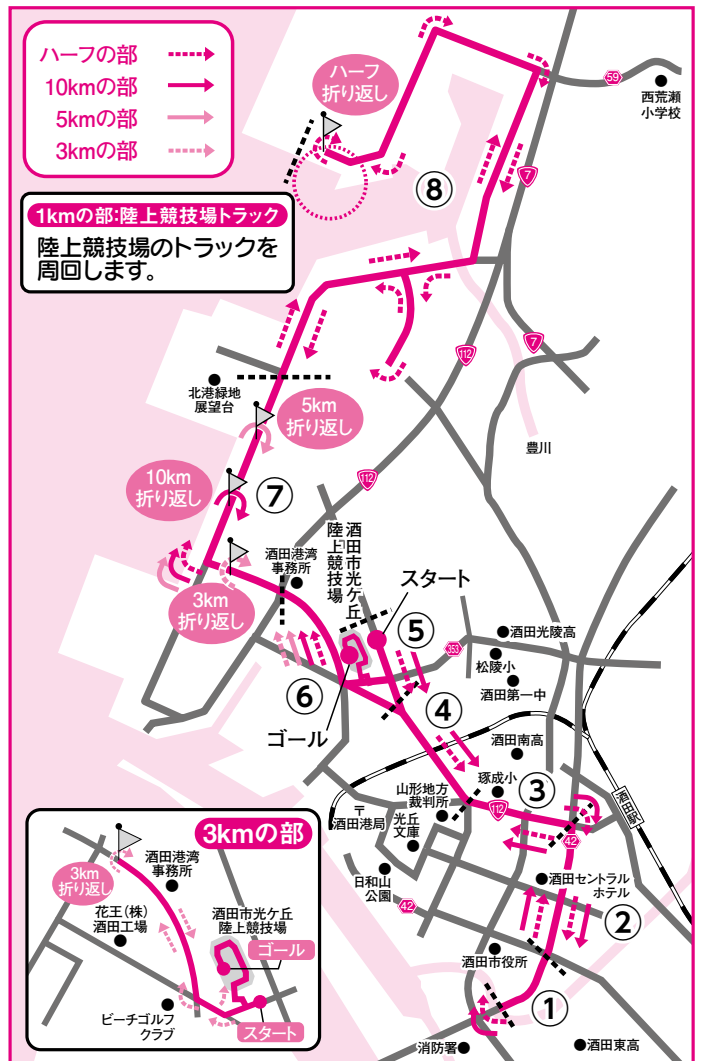 ハーフの部
10kmの部
5kmの部
3kmの部
1kmの部:陸上競技場トラック
陸上競技場のトラックを
周回します。
ハーフ
折り返し
59
西荒瀬
小学校
⑧
7
7
112
豊川
北港緑地
展望台
5km
折り返し
10km
折り返し
⑦
112
3km
折り返し
酒田港湾
事務所
酒田市光ケ丘
陸上競技場
スタート
⑤
353
酒田光陵高
松陵小
酒田第一中
⑥
ゴール
④
酒田南高
琢成小
③
山形地方
裁判所
112
酒田駅
〒
酒田港局
光丘
文庫
42
日和山
公園
42
酒田セントラル
ホテル
②
酒田市役所
①
消防署
酒田東高
3kmの部
3km
折り返し
酒田港湾
事務所
花王(株)
酒田工場
酒田市光ケ丘
陸上競技場
ゴール
スタート
ビーチゴルフ
クラブ